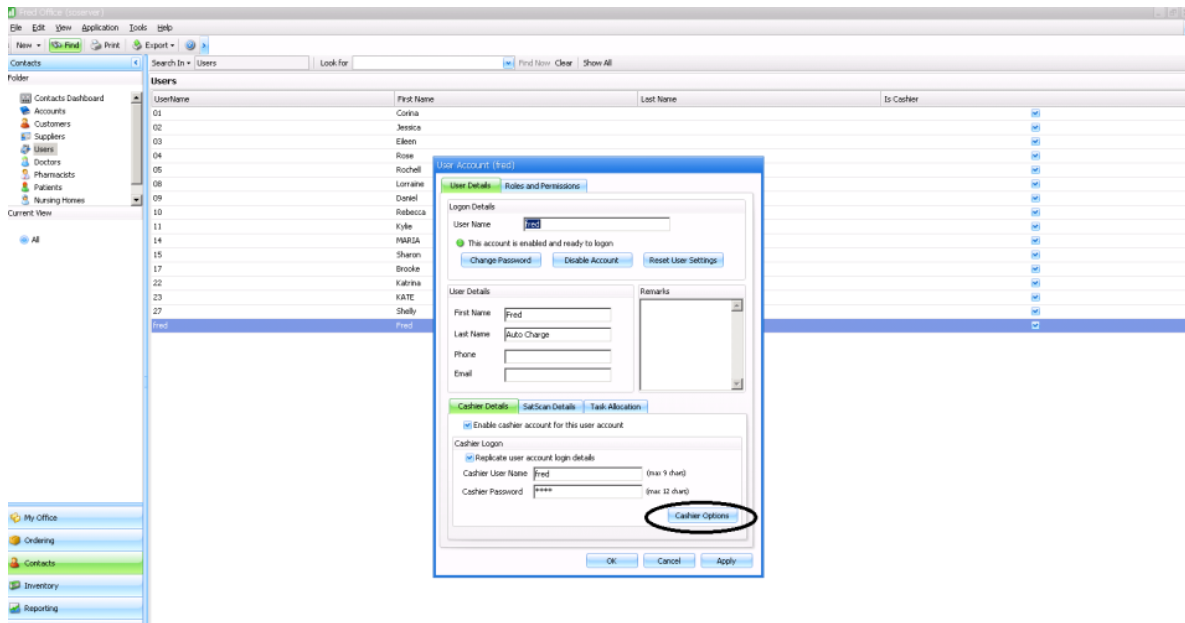 Fred Office (sqserver)
File Edit View Application Tools Help
New Find Print Export
Contacts Search In Users Look for Find Now Clear Show All
Folder
Users
Contacts Dashboard
Accounts
Customers
Suppliers
Users
Doctors
Pharmacists
Patients
Nursing Homes
Current View
All
UserName First Name Last Name Is Cashier
01 Corina
02 Jessica
03 Eileen
04 Rose
05 Rochell
08 Lorraine
09 Daniel
10 Rebecca
11 Kylie
14 MARIA
15 Sharon
17 Brooke
22 Katrina
23 KATE
27 Shelly
fred Fred
User Account (fred)
User Details Roles and Permissions
Logon Details
User Name fred
This account is enabled and ready to logon
Change Password Disable Account Reset User Settings
User Details Remarks
First Name Fred
Last Name Auto Charge
Phone
Email
Cashier Details SatScan Details Task Allocation
Enable cashier account for this user account
Cashier Logon
Replicate user account login details
Cashier User Name fred (max 9 chars)
Cashier Password **** (max 12 chars)
Cashier Options
OK Cancel Apply
My Office
Ordering
Contacts
Inventory
Reporting